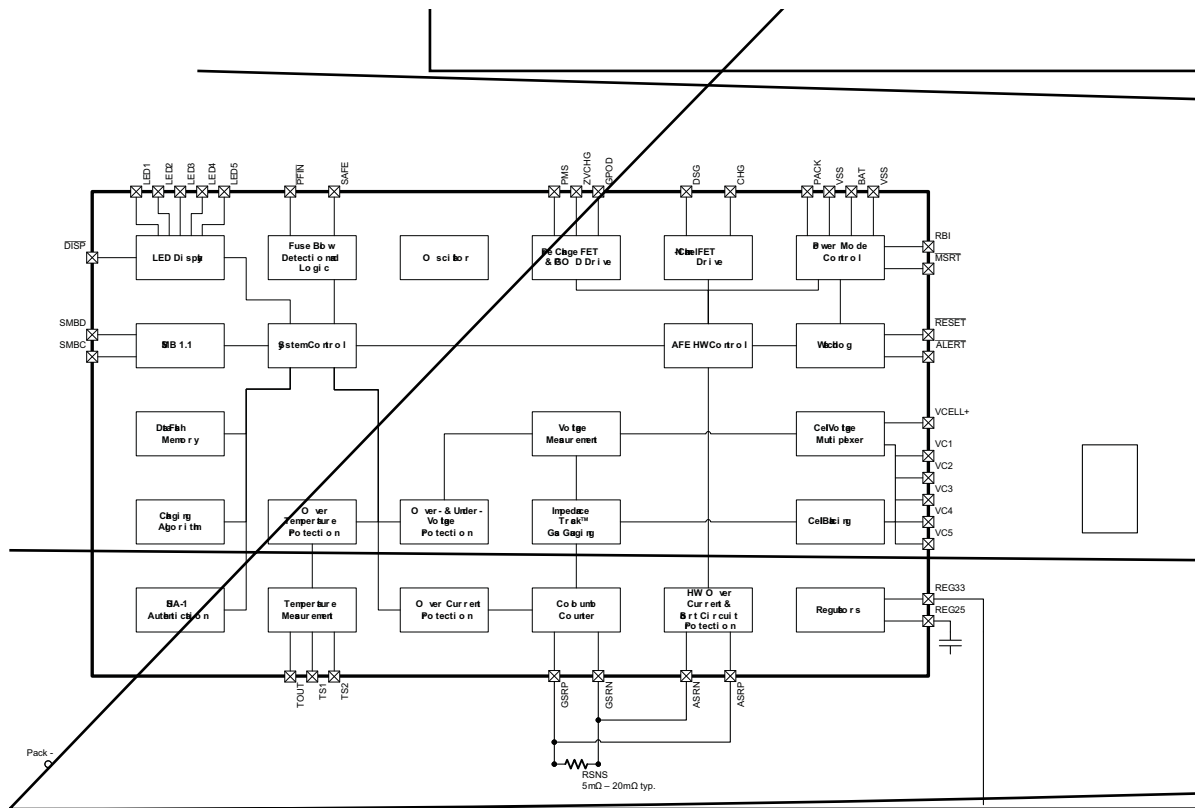 LED1
LED2
LED3
LED4
LED5
PFIN
SAFE
PMS
ZVCHG
GPOD
DSG
CHG
PACK
VSS
BAT
VSS
DISP
LED Display
Fuse Blow
Detection and
Logic
Oscillator
Pre Charge FET
& GPOD Drive
N-Channel FET
Drive
Power Mode
Control
RBI
MSRT
SMBD
SMBC
SMB 1.1
System Control
AFE HW Control
Watchdog
RESET
ALERT
Data Flash
Memory
Voltage
Measurement
Cell Voltage
Multiplexer
VCELL+
VC1
VC2
VC3
VC4
VC5
Charging
Algorithm
Over
Temperature
Protection
Over- & Under-
Voltage
Protection
Impedance
Track™
Gas Gauging
Cell Balancing
SHA-1
Authentication
Temperature
Measurement
Over Current
Protection
Coulomb
Counter
HW Over
Current &
Short Circuit
Protection
Regulators
REG33
REG25
TOUT
TS1
TS2
GSRP
GSRN
ASRN
ASRP
Pack -
RSNS
5mΩ – 20mΩ typ.